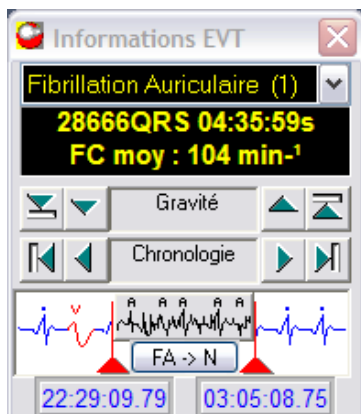 Informations EVT
Fibrillation Auriculaire (1)
28666QRS 04:35:59s
FC moy : 104 min-¹
Gravité
Chronologie
V A A A A
FA -> N
22:29:09.79 03:05:08.75